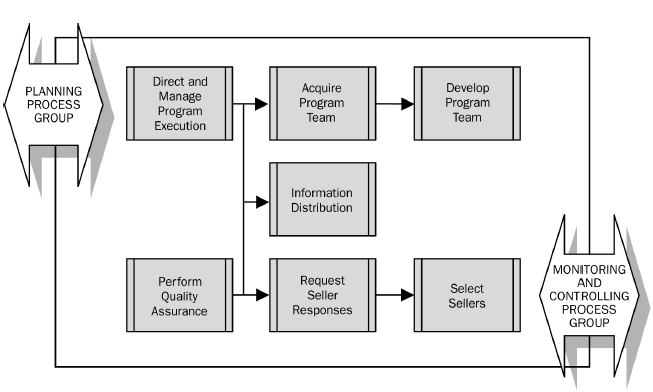 PLANNING
PROCESS
GROUP
Direct and
Manage
Program
Execution
Acquire
Program
Team
Develop
Program
Team
Information
Distribution
Perform
Quality
Assurance
Request
Seller
Responses
Select
Sellers
MONITORING
AND
CONTROLLING
PROCESS
GROUP